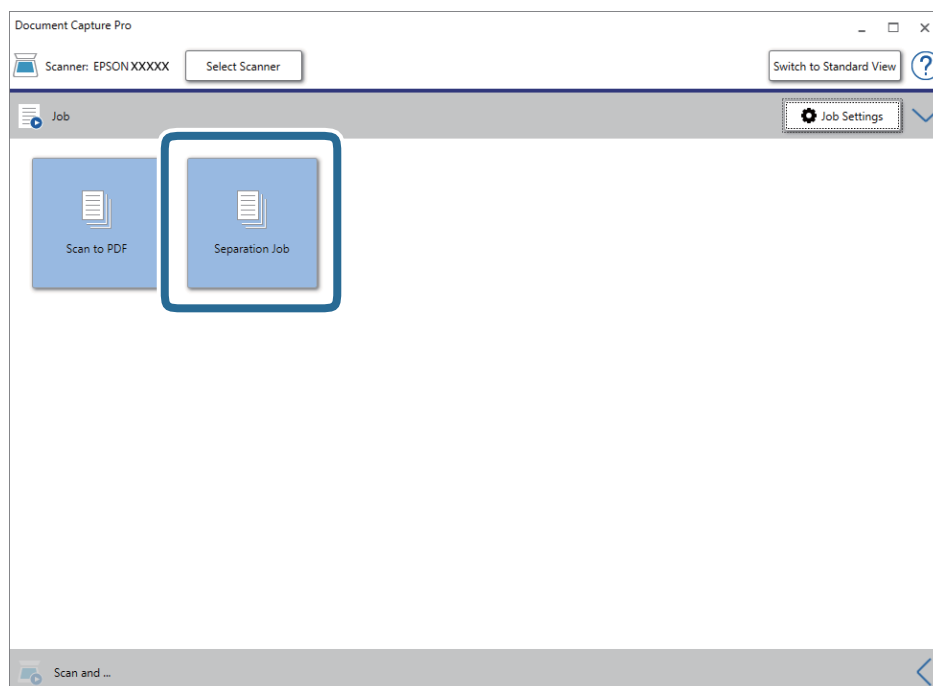 Document Capture Pro
Scanner: EPSON XXXXX Select Scanner Switch to Standard View ?
Job Job Settings
Scan to PDF Separation Job
Scan and ...